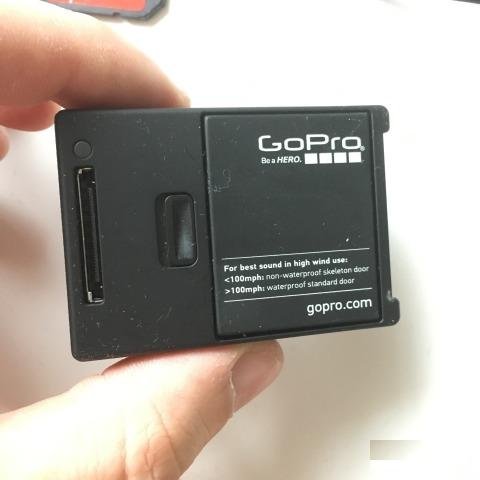 GoPro®
Be a HERO.
For best sound in high wind use:
<100mph: non-waterproof skeleton door
>100mph: waterproof standard door
gopro.com